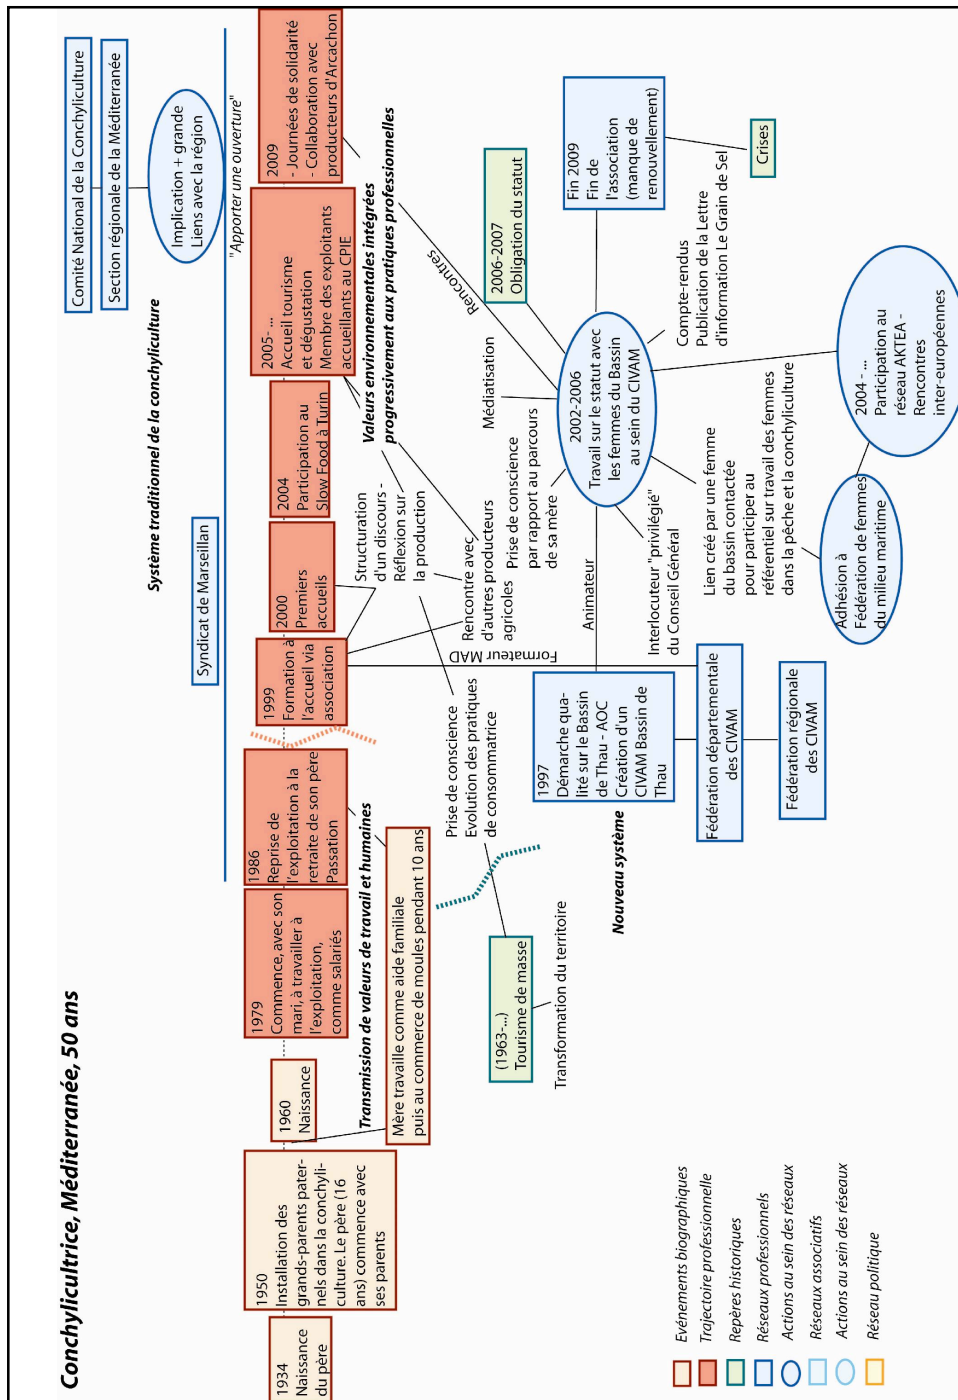 Conchylicultrice, Méditerranée, 50 ans
Comité National de la Conchyliculture
Section régionale de la Méditerranée
Système traditionnel de la conchyliculture
Implication + grande
Liens avec la région
Syndicat de Marseillan
"Apporter une ouverture"
1934
Naissance
du père
1950
Installation des
grands-parents pater-
nels dans la conchyli-
culture. Le père (16
ans) commence avec
ses parents
1960
Naissance
1979
Commence, avec son
mari, à travailler à
l'exploitation,
comme salariés
1986
Reprise de
l'exploitation à la
retraite de son père
Passation
1999
Formation à
l'accueil via
association
2000
Premiers
accueils
2004
Participation au
Slow Food à Turin
2005- ...
Accueil tourisme
et dégustation
Membre des exploitants
accueillants au CPIE
2009
- Journées de solidarité
- Collaboration avec
producteurs d'Arcachon
Transmission de valeurs de travail et humaines
Mère travaille comme aide familiale
puis au commerce de moules pendant 10 ans
Valeurs environnementales intégrées
progressivement aux pratiques professionnelles
Structuration
d'un discours -
Réflexion sur
la production
Rencontre avec
d'autres producteurs
agricoles
Prise de conscience
Evolution des pratiques
de consommatrice
Formateur MAD
Rencontres
(1963-...)
Tourisme de masse
Transformation du territoire
Médiatisation
Prise de conscience
par rapport au parcours
de sa mère
2006-2007
Obligation du statut
1997
Démarche qua-
lité sur le Bassin
de Thau - AOC
Création d'un
CIVAM Bassin de
Thau
Nouveau système
Animateur
2002-2006
Travail sur le statut avec
les femmes du Bassin
au sein du CIVAM
Fin 2009
Fin de
l'association
(manque de
renouvellement)
Crises
Interlocuteur "privilégié"
du Conseil Général
Compte-rendus
Publication de la Lettre
d'information Le Grain de Sel
Lien créé par une femme
du bassin contactée
pour participer au
référentiel sur travail des femmes
dans la pêche et la conchyliculture
Fédération départementale
des CIVAM
Fédération régionale
des CIVAM
Adhésion à
Fédération de femmes
du milieu maritime
2004 - ...
Participation au
réseau AKTEA -
Rencontres
inter-européennes
Evénements biographiques
Trajectoire professionnelle
Repères historiques
Réseaux professionnels
Actions au sein des réseaux
Réseaux associatifs
Actions au sein des réseaux
Réseau politique